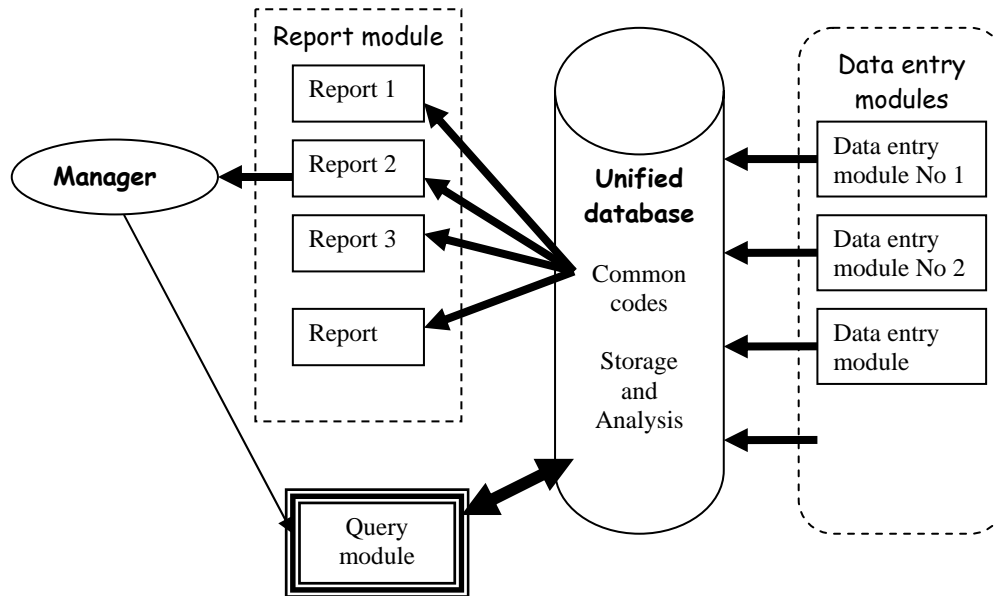 Report module
Report 1
Report 2
Report 3
Report
Manager
Unified
database
Common
codes
Storage
and
Analysis
Data entry
modules
Data entry
module No 1
Data entry
module No 2
Data entry
module
Query
module